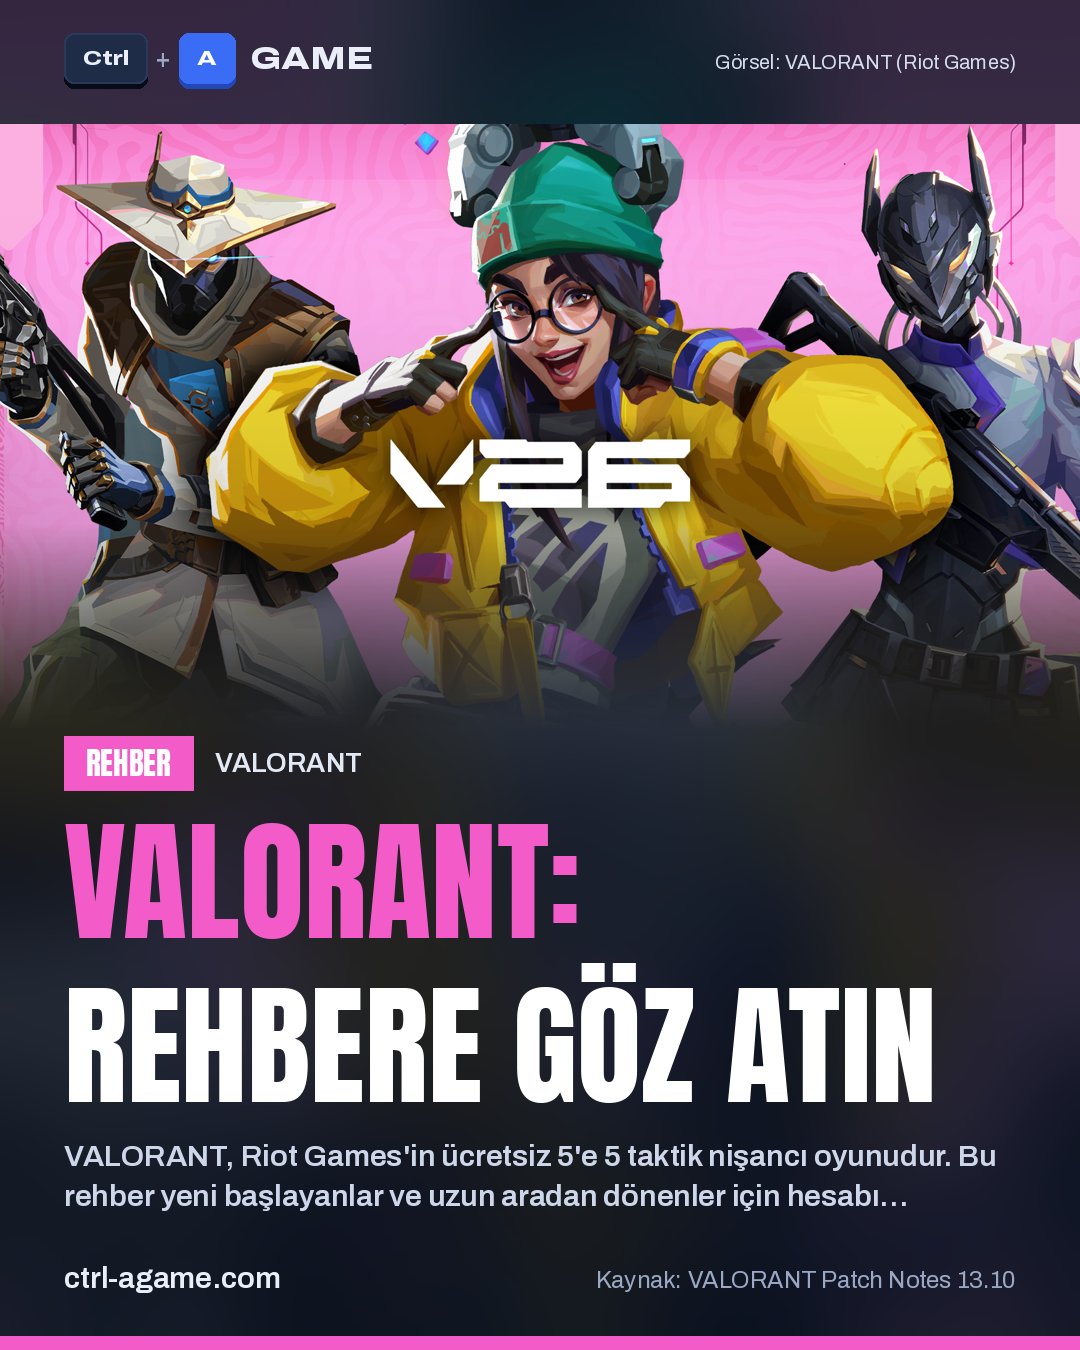 Ctrl + A GAME
Görsel: VALORANT (Riot Games)
V26
REHBER VALORANT
VALORANT:
REHBERE GÖZ ATIN
VALORANT, Riot Games'in ücretsiz 5'e 5 taktik nişancı oyunudur. Bu
rehber yeni başlayanlar ve uzun aradan dönenler için hesabı...
ctrl-agame.com
Kaynak: VALORANT Patch Notes 13.10